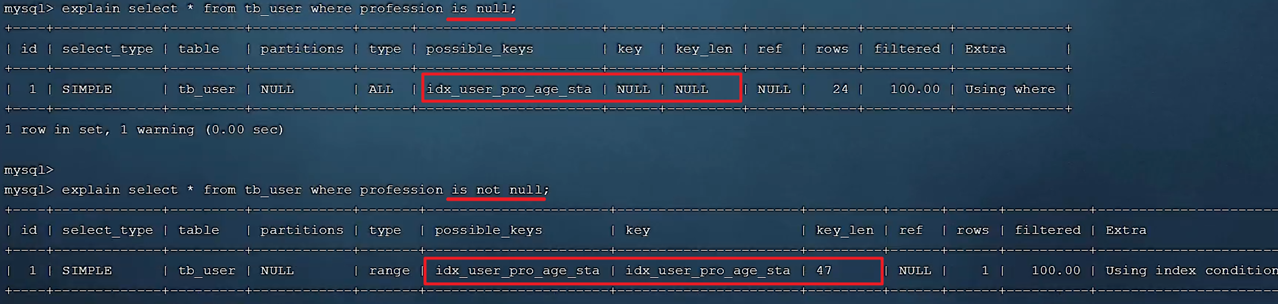 mysql> explain select * from tb_user where profession is null;
+----+-------------+---------+------------+------+----------------------+------+---------+------+------+----------+-------------+
| id | select_type | table | partitions | type | possible_keys | key | key_len | ref | rows | filtered | Extra |
+----+-------------+---------+------------+------+----------------------+------+---------+------+------+----------+-------------+
| 1 | SIMPLE | tb_user | NULL | ALL | idx_user_pro_age_sta | NULL | NULL | NULL | 24 | 100.00 | Using where |
+----+-------------+---------+------------+------+----------------------+------+---------+------+------+----------+-------------+
1 row in set, 1 warning (0.00 sec)
mysql>
mysql> explain select * from tb_user where profession is not null;
+----+-------------+---------+------------+-------+----------------------+----------------------+---------+------+------+----------+-----------------------
| id | select_type | table | partitions | type | possible_keys | key | key_len | ref | rows | filtered | Extra
+----+-------------+---------+------------+-------+----------------------+----------------------+---------+------+------+----------+-----------------------
| 1 | SIMPLE | tb_user | NULL | range | idx_user_pro_age_sta | idx_user_pro_age_sta | 47 | NULL | 1 | 100.00 | Using index condition
+----+-------------+---------+------------+-------+----------------------+----------------------+---------+------+------+----------+-----------------------